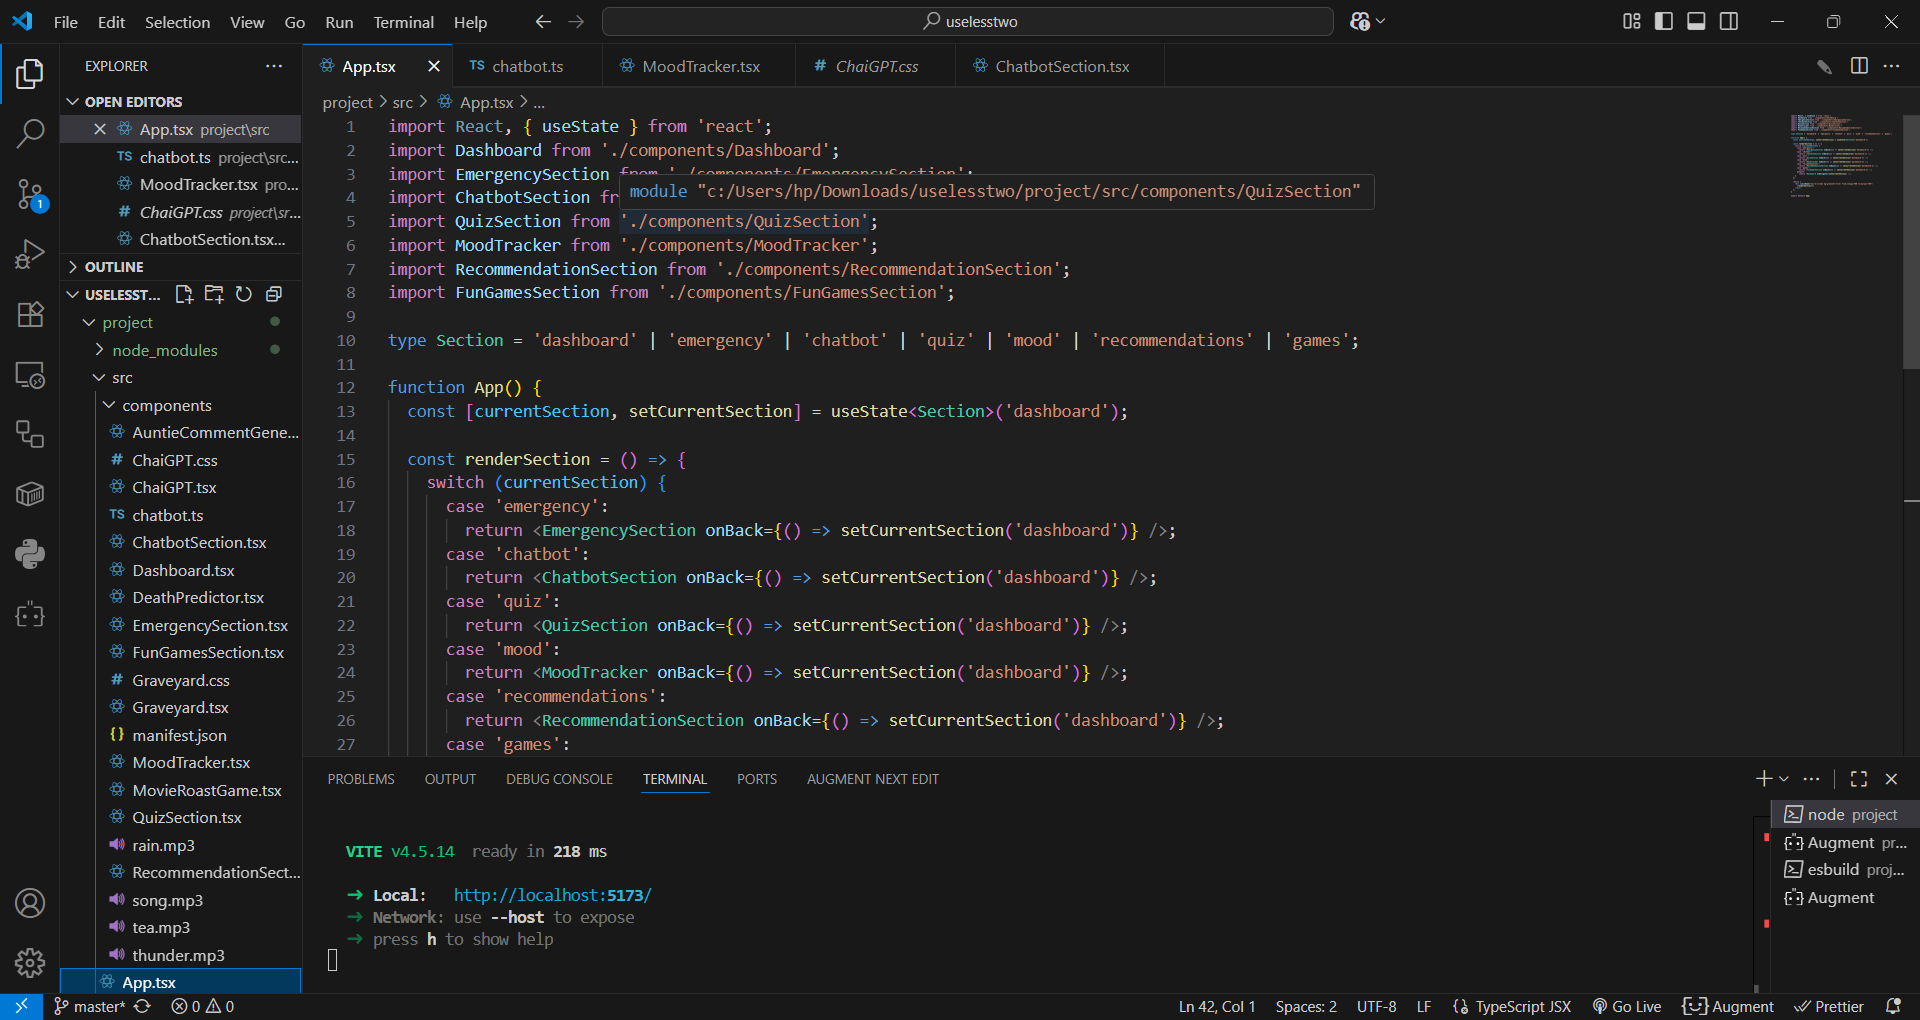 File Edit Selection View Go Run Terminal Help
uselesstwo
EXPLORER
OPEN EDITORS
App.tsx project\src
chatbot.ts project\src...
MoodTracker.tsx pro...
ChaiGPT.css project\sr...
ChatbotSection.tsx...
OUTLINE
USELESST...
project
node_modules
src
components
AuntieCommentGene...
ChaiGPT.css
ChaiGPT.tsx
chatbot.ts
ChatbotSection.tsx
Dashboard.tsx
DeathPredictor.tsx
EmergencySection.tsx
FunGamesSection.tsx
Graveyard.css
Graveyard.tsx
manifest.json
MoodTracker.tsx
MovieRoastGame.tsx
QuizSection.tsx
rain.mp3
RecommendationSect...
song.mp3
tea.mp3
thunder.mp3
App.tsx
App.tsx
TS chatbot.ts
MoodTracker.tsx
# ChaiGPT.css
ChatbotSection.tsx
project > src > App.tsx > ...
1 import React, { useState } from 'react';
2 import Dashboard from './components/Dashboard';
3 import EmergencySection from './components/EmergencySection';
4 import ChatbotSection fr
module "c:/Users/hp/Downloads/uselesstwo/project/src/components/QuizSection"
5 import QuizSection from './components/QuizSection';
6 import MoodTracker from './components/MoodTracker';
7 import RecommendationSection from './components/RecommendationSection';
8 import FunGamesSection from './components/FunGamesSection';
9
10 type Section = 'dashboard' | 'emergency' | 'chatbot' | 'quiz' | 'mood' | 'recommendations' | 'games';
11
12 function App() {
13 const [currentSection, setCurrentSection] = useState<Section>('dashboard');
14
15 const renderSection = () => {
16 switch (currentSection) {
17 case 'emergency':
18 return <EmergencySection onBack={() => setCurrentSection('dashboard')} />;
19 case 'chatbot':
20 return <ChatbotSection onBack={() => setCurrentSection('dashboard')} />;
21 case 'quiz':
22 return <QuizSection onBack={() => setCurrentSection('dashboard')} />;
23 case 'mood':
24 return <MoodTracker onBack={() => setCurrentSection('dashboard')} />;
25 case 'recommendations':
26 return <RecommendationSection onBack={() => setCurrentSection('dashboard')} />;
27 case 'games':
PROBLEMS OUTPUT DEBUG CONSOLE TERMINAL PORTS AUGMENT NEXT EDIT
VITE v4.5.14 ready in 218 ms
➜ Local: http://localhost:5173/
➜ Network: use --host to expose
➜ press h to show help
node project
Augment pr...
esbuild proj...
Augment
1
master* 0 0
Ln 42, Col 1 Spaces: 2 UTF-8 LF {} TypeScript JSX Go Live Augment Prettier